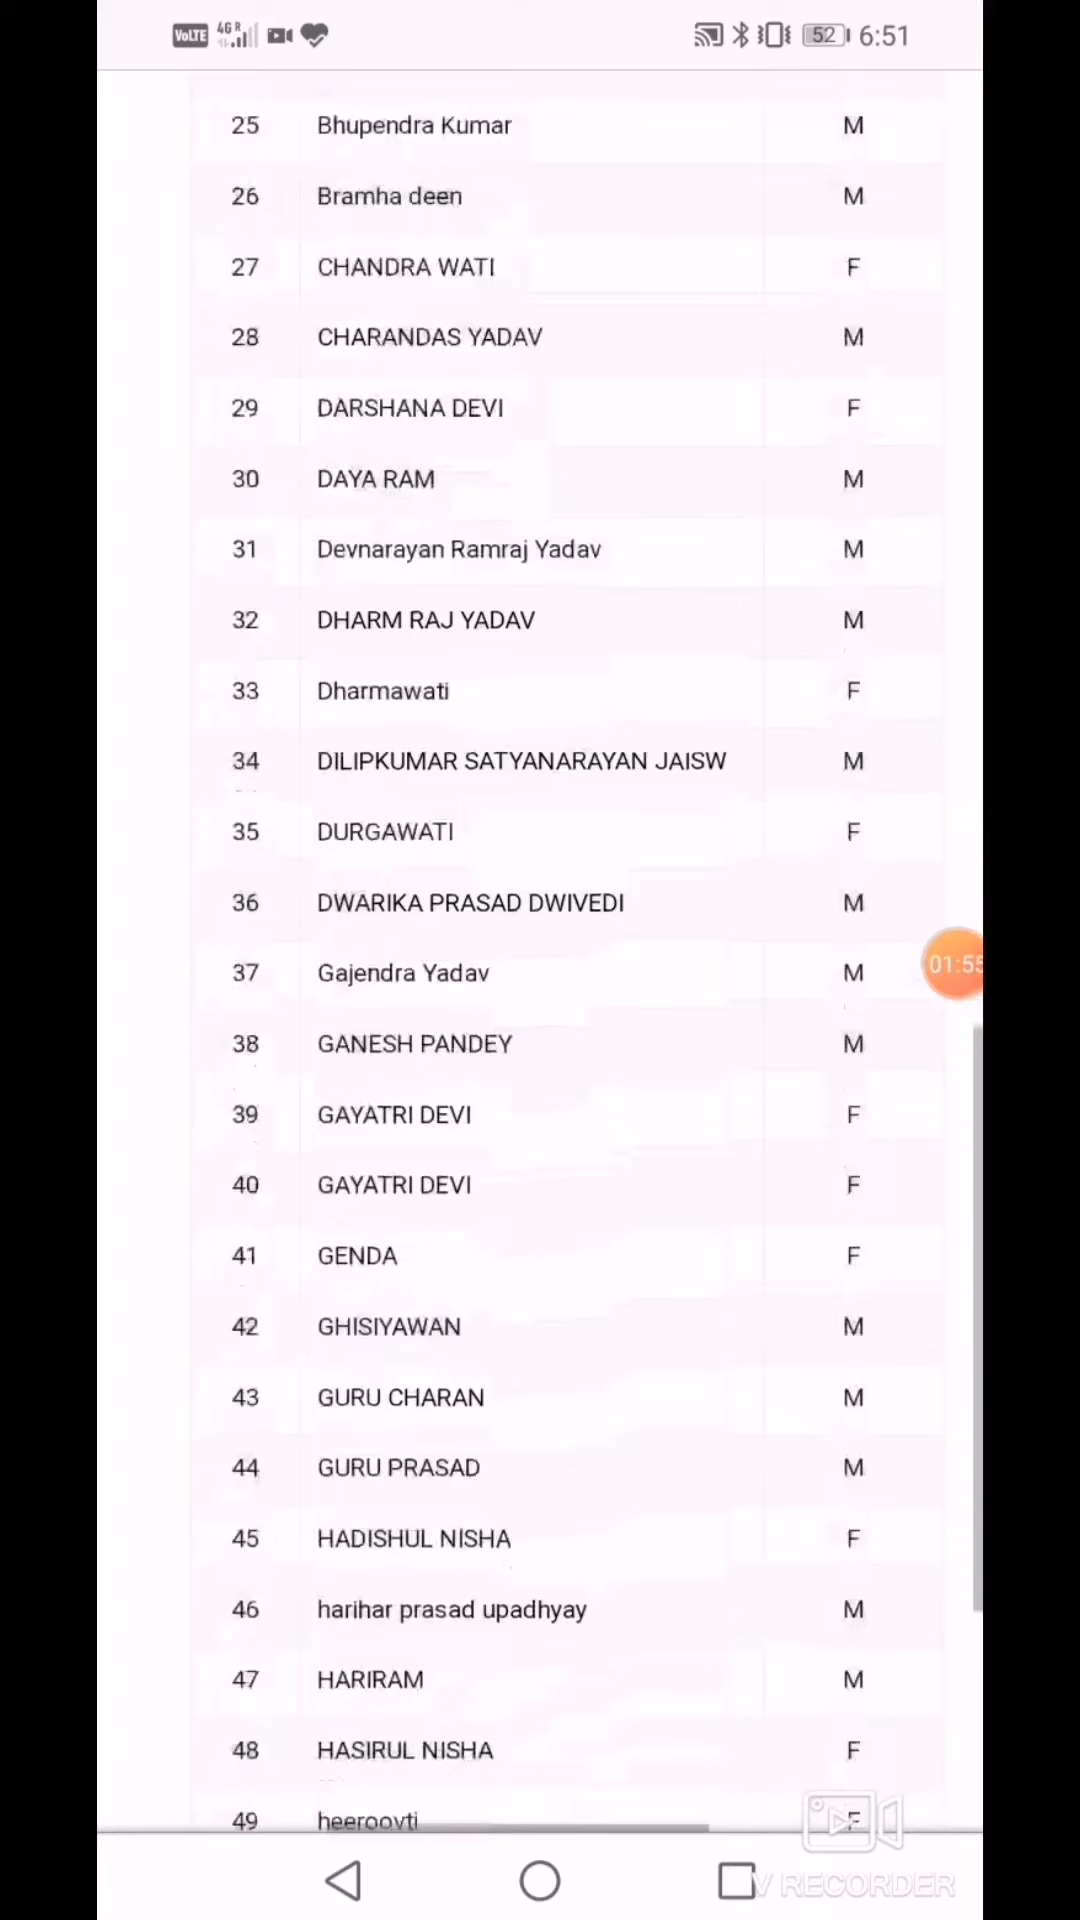 VoLTE 4G R 52 6:51
25 Bhupendra Kumar M
26 Bramha deen M
27 CHANDRA WATI F
28 CHARANDAS YADAV M
29 DARSHANA DEVI F
30 DAYA RAM M
31 Devnarayan Ramraj Yadav M
32 DHARM RAJ YADAV M
33 Dharmawati F
34 DILIPKUMAR SATYANARAYAN JAISW M
35 DURGAWATI F
36 DWARIKA PRASAD DWIVEDI M
37 Gajendra Yadav M
01:55
38 GANESH PANDEY M
39 GAYATRI DEVI F
40 GAYATRI DEVI F
41 GENDA F
42 GHISIYAWAN M
43 GURU CHARAN M
44 GURU PRASAD M
45 HADISHUL NISHA F
46 harihar prasad upadhyay M
47 HARIRAM M
48 HASIRUL NISHA F
49 heeroovti F
V RECORDER